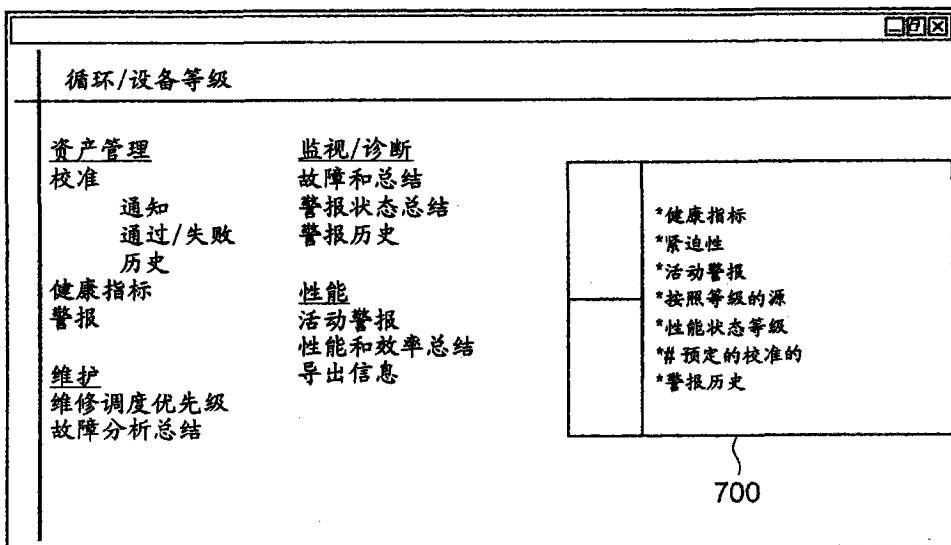 循环/设备等级
资产管理
校准
通知
通过/失败
历史
健康指标
警报
维护
维修调度优先级
故障分析总结
监视/诊断
故障和总结
警报状态总结
警报历史
性能
活动警报
性能和效率总结
导出信息
*健康指标
*紧迫性
*活动警报
*按照等级的源
*性能状态等级
*# 预定的校准的
*警报历史
700